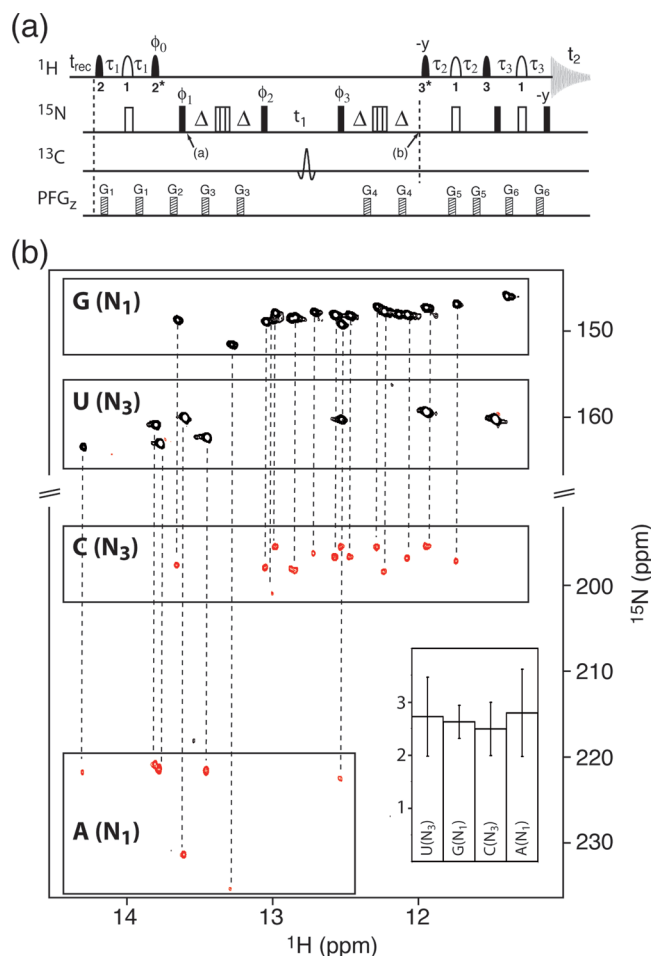 (a)
ϕ0
-y
t2
1H trec τ1 τ1 τ2 τ2 τ3 τ3
2 1 2* 3* 1 3 1
ϕ1 ϕ2 ϕ3 -y
15N Δ Δ t1 Δ Δ
(a) (b)
13C
PFGz G1 G1 G2 G3 G3 G4 G4 G5 G5 G6 G6
(b)
G (N1)
150
U (N3)
160
C (N3)
200
15N (ppm)
210
3
2
1
U(N3) G(N1) C(N3) A(N1)
220
A (N1)
230
14 13 12
1H (ppm)